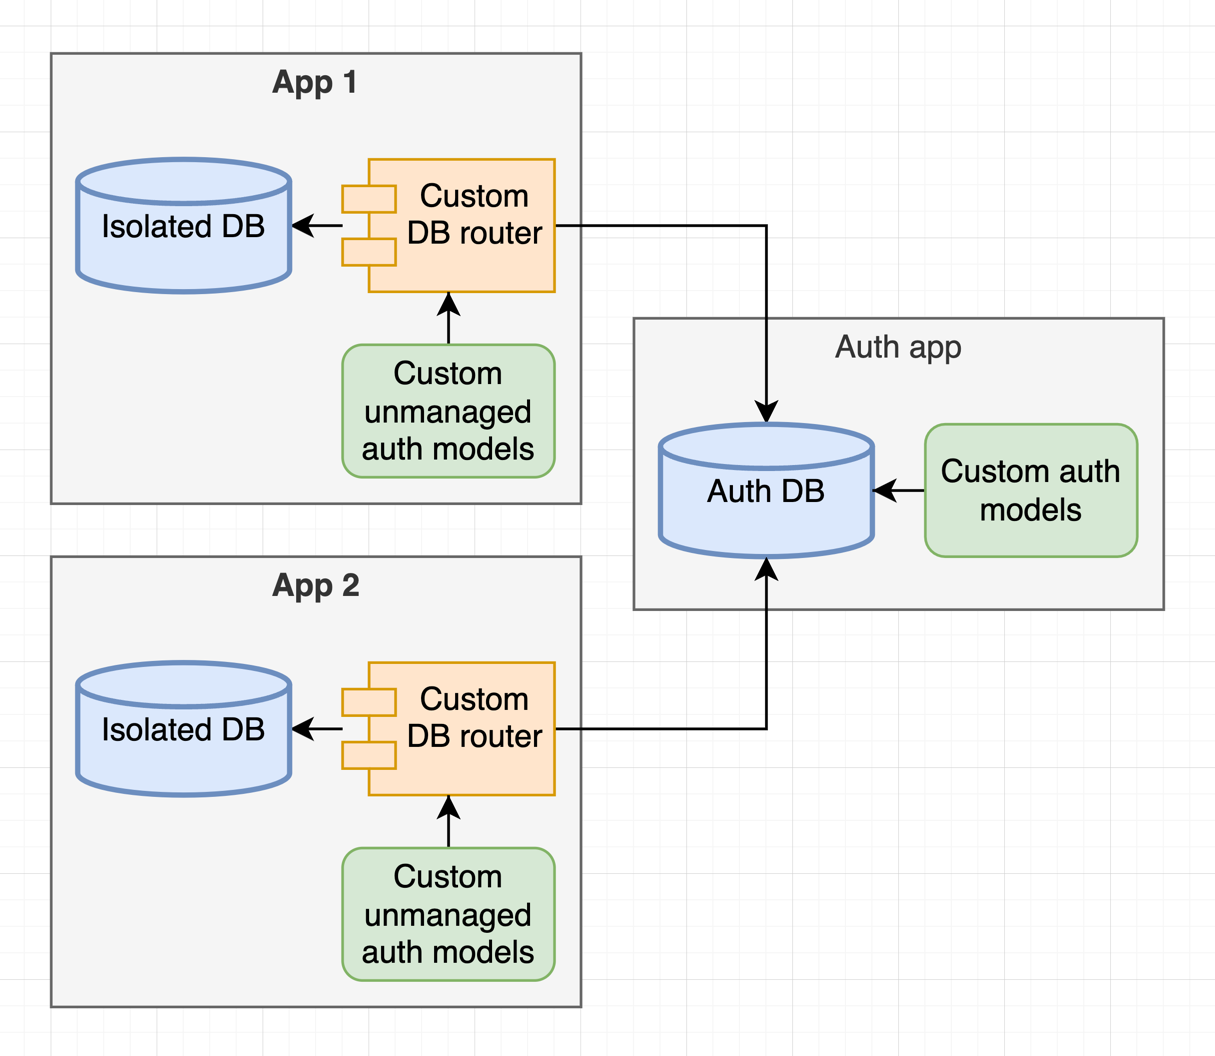 App 1
Isolated DB
Custom
DB router
Custom
unmanaged
auth models
Auth app
Auth DB
Custom auth
models
App 2
Isolated DB
Custom
DB router
Custom
unmanaged
auth models